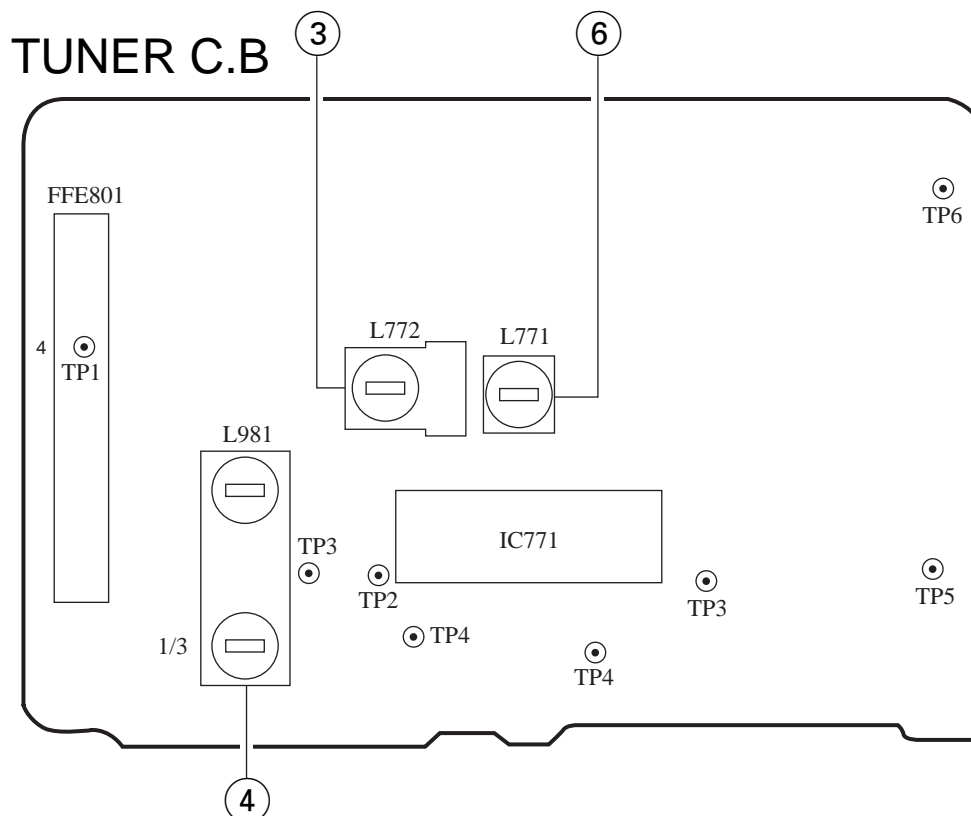 3
6
TUNER C.B
FFE801
TP6
L772
L771
4
TP1
L981
IC771
TP3
TP2
TP3
TP5
1/3
TP4
TP4
4